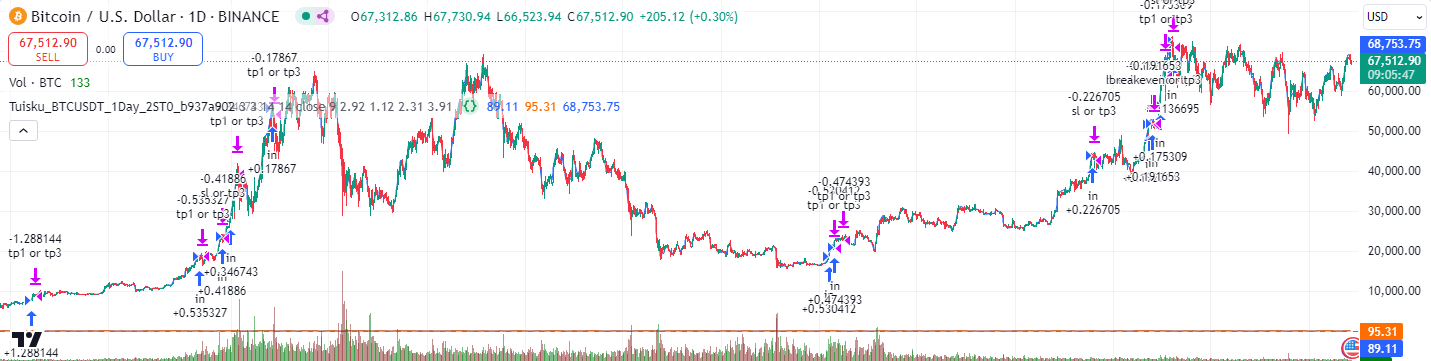 Bitcoin / U.S. Dollar · 1D · BINANCE
O67,312.86 H67,730.94 L66,523.94 C67,512.90 +205.12 (+0.30%)
67,512.90
SELL
0.00
67,512.90
BUY
Vol · BTC 133
Tuisku_BTCUSDT_1Day_2ST0_b937a902 14 14 close 9 2.92 1.12 2.31 3.91 89.11 95.31 68,753.75
USD
68,753.75
67,512.90
09:05:47
60,000.00
50,000.00
40,000.00
30,000.00
20,000.00
10,000.00
95.31
89.11
-1.288144
tp1 or tp3
+1.288144
-0.535327
tp1 or tp3
in
+0.535327
-0.41886
sl or tp3
in
+0.346743
+0.41886
tp1 or tp3
-0.17867
tp1 or tp3
in
+0.17867
-0.474393
tp1 or tp3
tp1 or tp3
in
+0.474393
+0.530412
-0.226705
sl or tp3
in
+0.226705
tp1 or tp3
-0.191653
in
in
+0.175309
+0.191653